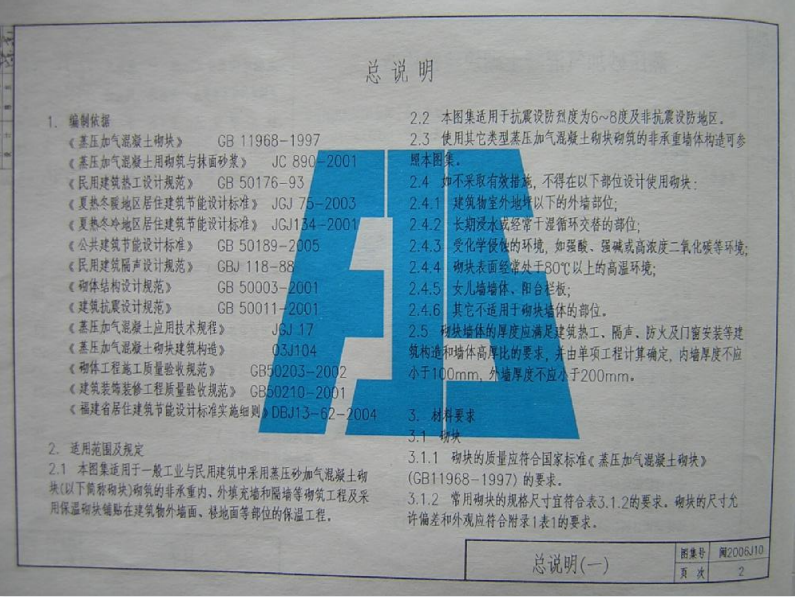 总说明
1. 编制依据
《蒸压加气混凝土砌块》 GB 11968-1997
《蒸压加气混凝土用砌筑与抹面砂浆》 JC 890-2001
《民用建筑热工设计规范》 GB 50176-93
《夏热冬暖地区居住建筑节能设计标准》 JGJ 75-2003
《夏热冬冷地区居住建筑节能设计标准》 JGJ134-2001
《公共建筑节能设计标准》 GB 50189-2005
《民用建筑隔声设计规范》 GBJ 118-88
《砌体结构设计规范》 GB 50003-2001
《建筑抗震设计规范》 GB 50011-2001
《蒸压加气混凝土应用技术规程》 JGJ 17
《蒸压加气混凝土砌块建筑构造》 03J104
《砌体工程施工质量验收规范》 GB50203-2002
《建筑装饰装修工程质量验收规范》 GB50210-2001
《福建省居住建筑节能设计标准实施细则》DBJ13-62-2004
2. 适用范围及规定
2.1 本图集适用于一般工业与民用建筑中采用蒸压砂加气混凝土砌
块(以下简称砌块)砌筑的非承重内、外填充墙和隔墙等砌筑工程及采
用保温砌块铺贴在建筑物外墙面、楼地面等部位的保温工程。
2.2 本图集适用于抗震设防烈度为6~8度及非抗震设防地区。
2.3 使用其它类型蒸压加气混凝土砌块砌筑的非承重墙体构造可参
照本图集。
2.4 如不采取有效措施, 不得在以下部位设计使用砌块:
2.4.1 建筑物室外地坪以下的外墙部位;
2.4.2 长期浸水或经常干湿循环交替的部位;
2.4.3 受化学侵蚀的环境, 如强酸、强碱或高浓度二氧化碳等环境;
2.4.4 砌块表面经常处于80℃以上的高温环境;
2.4.5 女儿墙墙体、阳台栏板;
2.4.6 其它不适用于砌块墙体的部位。
2.5 砌块墙体的厚度应满足建筑热工、隔声、防火及门窗安装等建
筑构造和墙体高厚比的要求, 并由单项工程计算确定, 内墙厚度不应
小于100mm, 外墙厚度不应小于200mm。
3. 材料要求
3.1 砌块
3.1.1 砌块的质量应符合国家标准《蒸压加气混凝土砌块》
(GB11968-1997) 的要求。
3.1.2 常用砌块的规格尺寸宜符合表3.1.2的要求。砌块的尺寸允
许偏差和外观应符合附录1表1的要求。
总说明(一)
图集号 闽2006J10
页 次 2